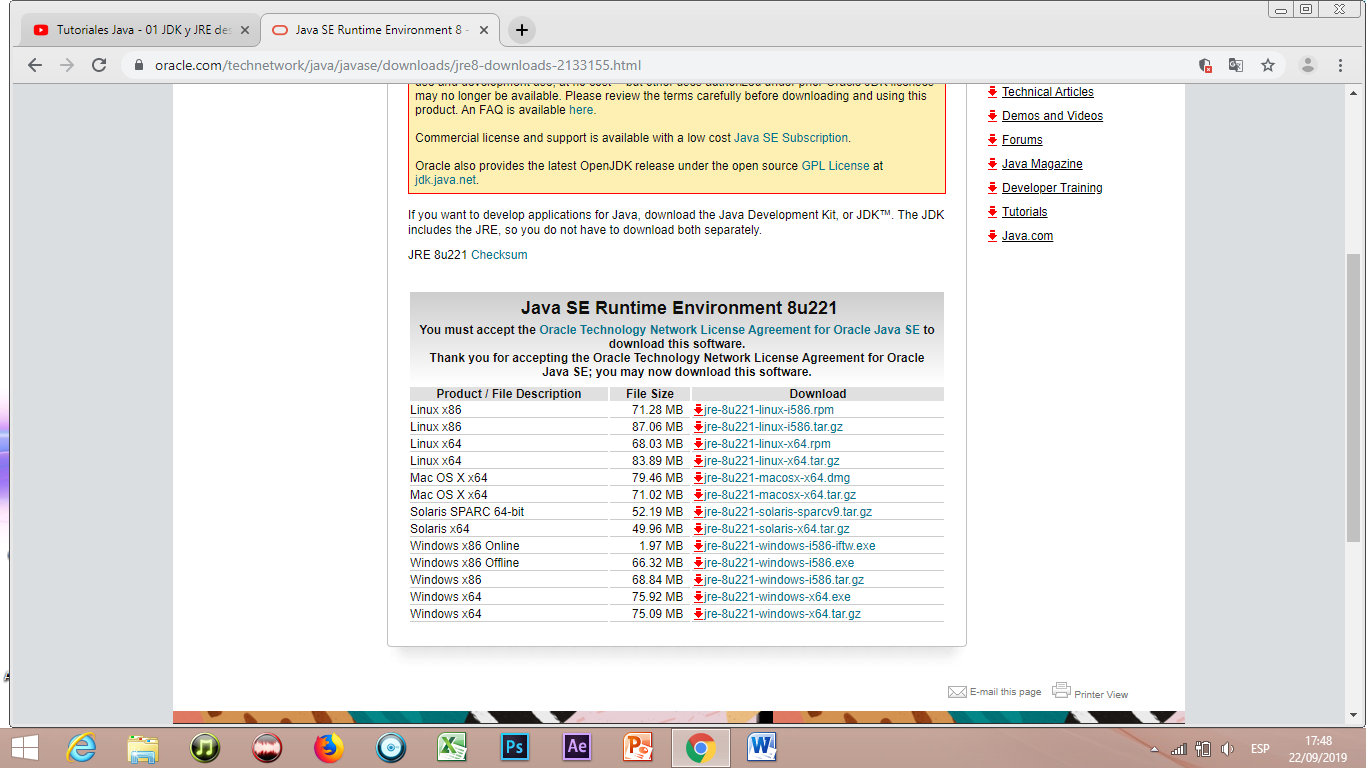 Tutoriales Java - 01 JDK y JRE des
Java SE Runtime Environment 8 -
oracle.com/technetwork/java/javase/downloads/jre8-downloads-2133155.html
may no longer be available. Please review the terms carefully before downloading and using this
product. An FAQ is available here.
Commercial license and support is available with a low cost Java SE Subscription.
Oracle also provides the latest OpenJDK release under the open source GPL License at
jdk.java.net.
If you want to develop applications for Java, download the Java Development Kit, or JDK™. The JDK
includes the JRE, so you do not have to download both separately.
JRE 8u221 Checksum
Java SE Runtime Environment 8u221
You must accept the Oracle Technology Network License Agreement for Oracle Java SE to
download this software.
Thank you for accepting the Oracle Technology Network License Agreement for Oracle
Java SE; you may now download this software.
Product / File Description File Size Download
Linux x86 71.28 MB jre-8u221-linux-i586.rpm
Linux x86 87.06 MB jre-8u221-linux-i586.tar.gz
Linux x64 68.03 MB jre-8u221-linux-x64.rpm
Linux x64 83.89 MB jre-8u221-linux-x64.tar.gz
Mac OS X x64 79.46 MB jre-8u221-macosx-x64.dmg
Mac OS X x64 71.02 MB jre-8u221-macosx-x64.tar.gz
Solaris SPARC 64-bit 52.19 MB jre-8u221-solaris-sparcv9.tar.gz
Solaris x64 49.96 MB jre-8u221-solaris-x64.tar.gz
Windows x86 Online 1.97 MB jre-8u221-windows-i586-iftw.exe
Windows x86 Offline 66.32 MB jre-8u221-windows-i586.exe
Windows x86 68.84 MB jre-8u221-windows-i586.tar.gz
Windows x64 75.92 MB jre-8u221-windows-x64.exe
Windows x64 75.09 MB jre-8u221-windows-x64.tar.gz
Technical Articles
Demos and Videos
Forums
Java Magazine
Developer Training
Tutorials
Java.com
E-mail this page Printer View
Ps
Ae
ESP
17:48
22/09/2019